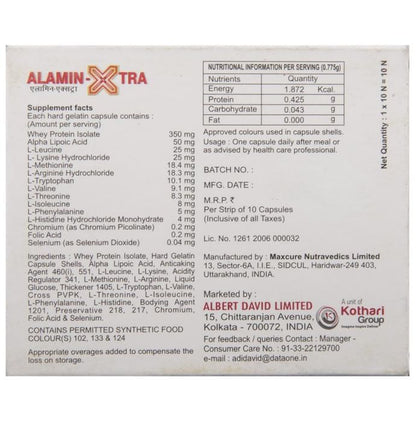 ALAMIN-XTRA
एलामिन-एक्सट्रा
Supplement facts
Each hard gelatin capsule contains :
(Amount per serving)
Whey Protein Isolate 350 mg
Alpha Lipoic Acid 50 mg
L-Leucine 25 mg
L - Lysine Hydrochloride 25 mg
L-Methionine 18.4 mg
L-Arginine Hydrochloride 18.3 mg
L-Tryptophan 10.1 mg
L-Valine 9.1 mg
L-Threonine 8.3 mg
L-Isoleucine 8 mg
L-Phenylalanine 5 mg
L-Histidine Hydrochloride Monohydrate 4 mg
Chromium (as Chromium Picolinate) 0.2 mg
Folic Acid 0.2 mg
Selenium (as Selenium Dioxide) 0.04 mg
Ingredients : Whey Protein Isolate, Hard Gelatin
Capsule Shells, Alpha Lipoic Acid, Anticaking
Agent 460(i), 551, L-Leucine, L-Lysine, Acidity
Regulator 341, L-Methionine, L-Arginine, Liquid
Glucose, Thickener 1405, L-Tryptophan, L-Valine,
Cross PVPK, L-Threonine, L-Isoleucine,
L-Phenylalanine, L-Histidine, Bodying Agent
1201, Preservative 218, 217, Chromium, Folic
Acid & Selenium.
CONTAINS PERMITTED SYNTHETIC FOOD
COLOUR(S) 102, 133 & 124
Appropriate overages added to compensate the
loss on storage.
NUTRITIONAL INFORMATION PER SERVING (0.775g)
Nutrients Quantity
Energy 1.872 Kcal.
Protein 0.425 g
Carbohydrate 0.043 g
Fat 0.000 g
Approved colours used in capsule shells.
Usage : One capsule daily after meal or
as advised by health care professional.
BATCH NO. :
MFG. DATE :
M.R.P. ₹
Per Strip of 10 Capsules
(Inclusive of all Taxes)
Lic. No. 1261 2006 000032
Manufactured by : Maxcure Nutravedics Limited
13, Sector-6A, I.I.E., SIDCUL, Haridwar-249 403,
Uttarakhand, INDIA.
Marketed by :
ALBERT DAVID LIMITED
15, Chittaranjan Avenue,
Kolkata - 700072, INDIA
For feedback / queries Contact : Manager -
Consumer Care No. : 91-33-22129700
e-mail : adidavid@dataone.in
A unit of
Kothari
Group
Net Quantity : 1 x 10 N = 10 N